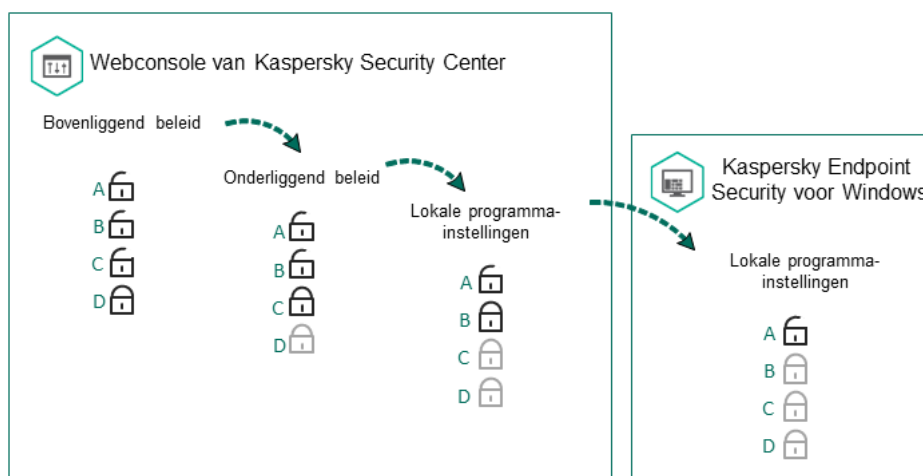 Webconsole van Kaspersky Security Center
Bovenliggend beleid
A
B
C
D
Onderliggend beleid
A
B
C
D
Lokale programma-
instellingen
A
B
C
D
Kaspersky Endpoint
Security voor Windows
Lokale programma-
instellingen
A
B
C
D